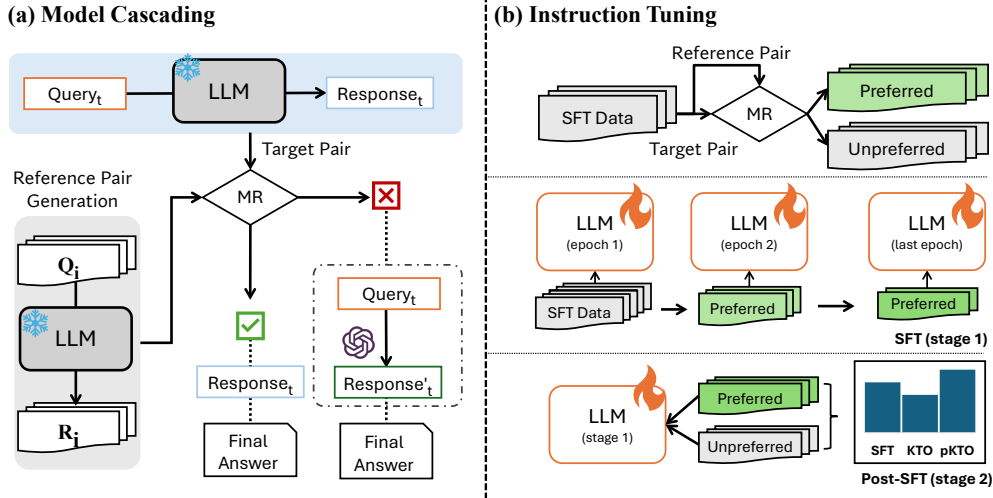 (a) Model Cascading
Query_t
LLM
Response_t
Target Pair
Reference Pair
Generation
MR
Q_i
LLM
R_i
Query_t
Response_t
Response'_t
Final
Answer
Final
Answer
(b) Instruction Tuning
Reference Pair
SFT Data
MR
Target Pair
Preferred
Unpreferred
LLM
(epoch 1)
LLM
(epoch 2)
LLM
(last epoch)
SFT Data
Preferred
Preferred
SFT (stage 1)
LLM
(stage 1)
Preferred
Unpreferred
SFT KTO pKTO
Post-SFT (stage 2)